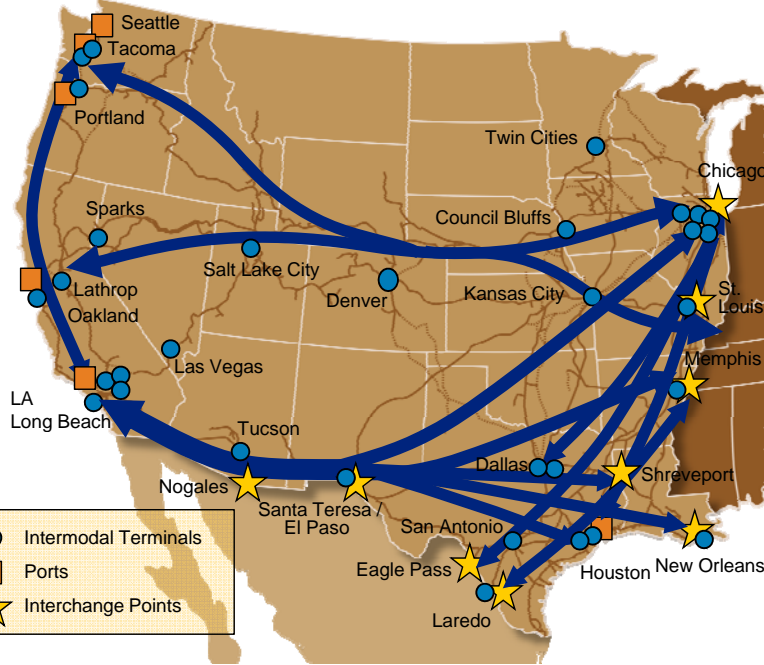 Seattle
Tacoma
Portland
Twin Cities
Chicago
Sparks
Council Bluffs
Salt Lake City
Lathrop
Denver
Kansas City
St.
Louis
Oakland
Las Vegas
Memphis
LA
Long Beach
Tucson
Dallas
Shreveport
Nogales
Santa Teresa /
El Paso
San Antonio
Eagle Pass
Houston
New Orleans
Laredo
Intermodal Terminals
Ports
Interchange Points